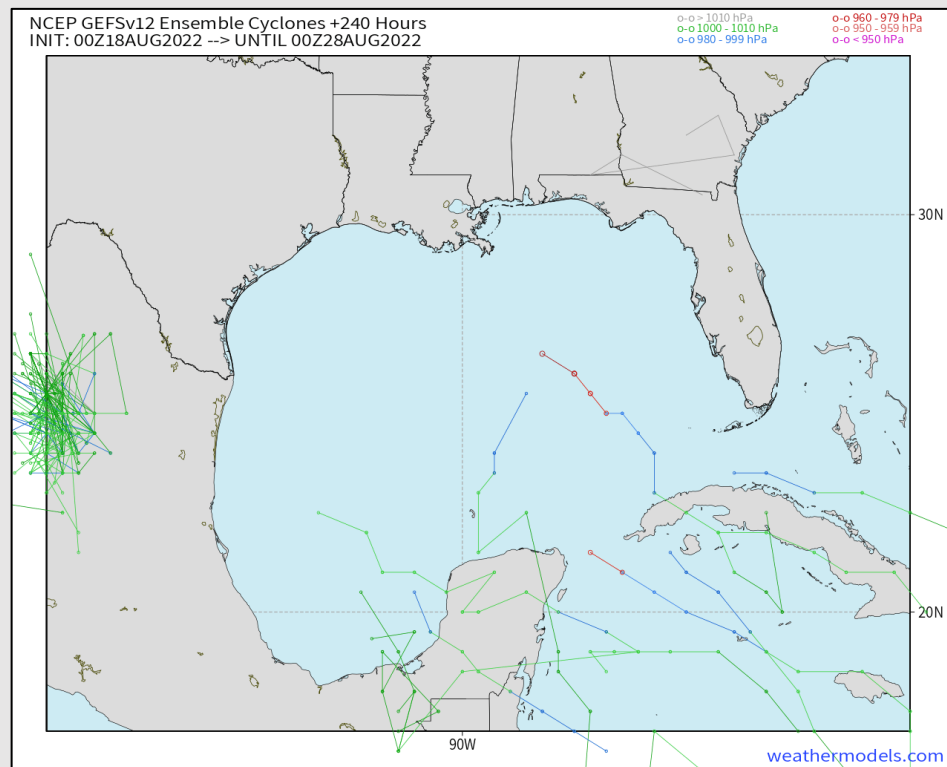 NCEP GEFSv12 Ensemble Cyclones +240 Hours
INIT: 00Z18AUG2022 --> UNTIL 00Z28AUG2022
o-o > 1010 hPa
o-o 1000 - 1010 hPa
o-o 980 - 999 hPa
o-o 960 - 979 hPa
o-o 950 - 959 hPa
o-o < 950 hPa
30N
20N
90W
weathermodels.com